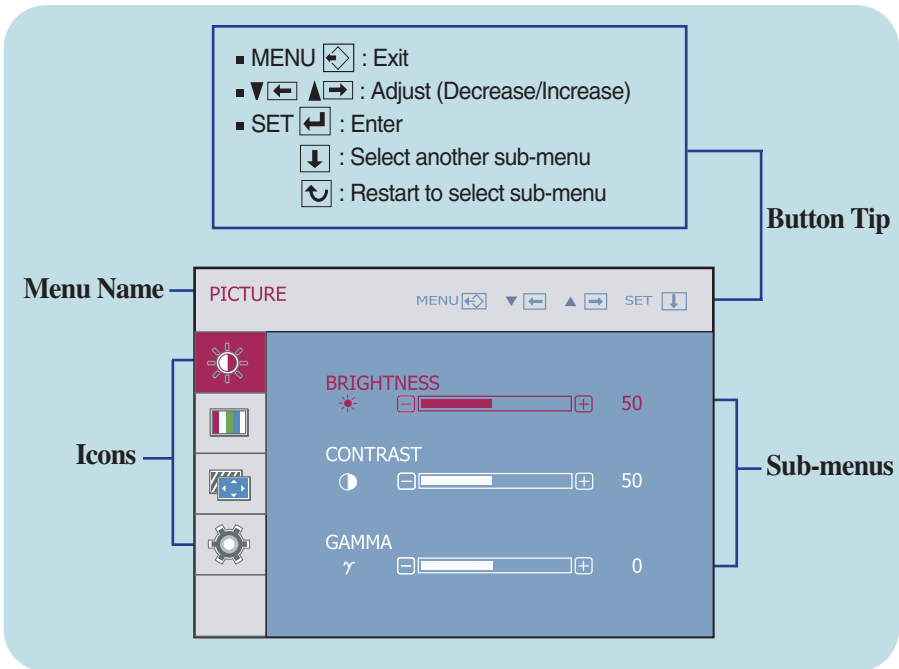 MENU : Exit
▼ ▲ : Adjust (Decrease/Increase)
SET : Enter
: Select another sub-menu
: Restart to select sub-menu
Button Tip
Menu Name
PICTURE
MENU ▼ ▲ SET
Icons
BRIGHTNESS
50
CONTRAST
50
GAMMA
γ 0
Sub-menus